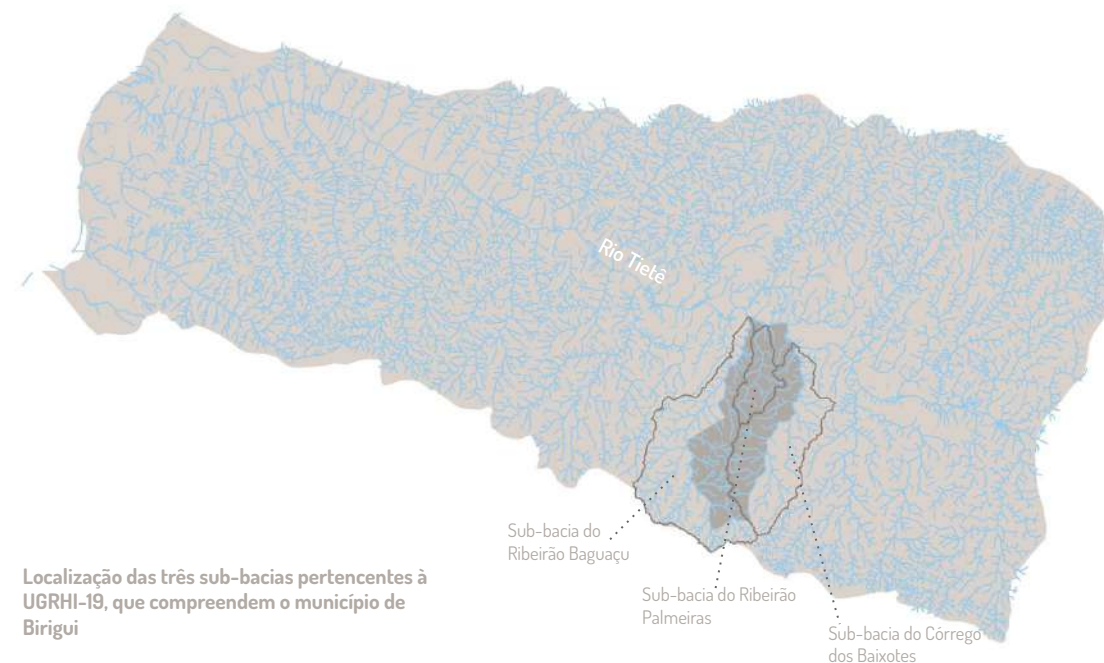 Rio Tietê
Sub-bacia do
Ribeirão Baguaçu
Sub-bacia do Ribeirão
Palmeiras
Sub-bacia do Córrego
dos Baixotes
Localização das três sub-bacias pertencentes à
UGRHI-19, que compreendem o município de
Birigui